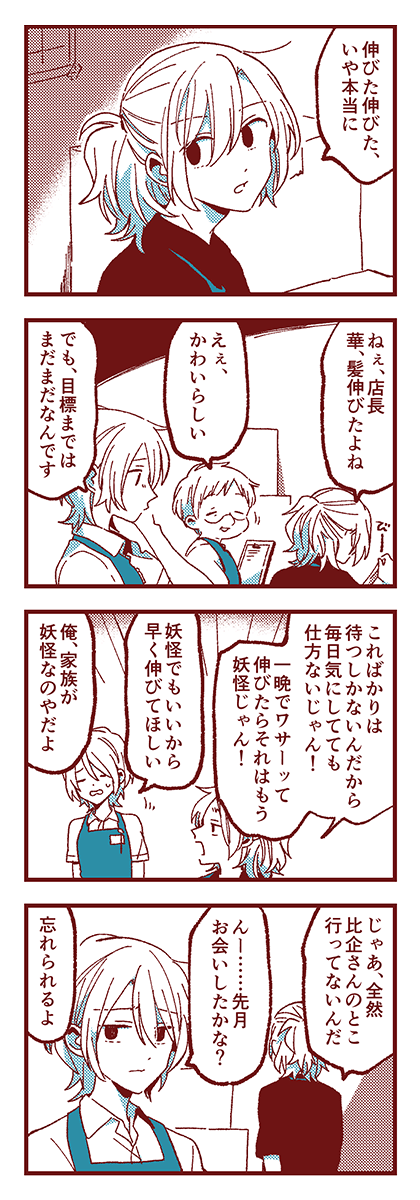 伸びた伸びた、
いや本当に
ねぇ、店長
華、髪伸びたよね
えぇ、
かわいらしい
でも、目標までは
まだまだなんです
びーっ
こればかりは
待つしかないんだから
毎日気にしてても
仕方ないじゃん！
一晩でワサーッて
伸びたらそれはもう
妖怪じゃん！
妖怪でもいいから
早く伸びてほしい
俺、家族が
妖怪なのやだよ
じゃあ、全然
比企さんのとこ
行ってないんだ
んー……先月
お会いしたかな？
忘れられるよ